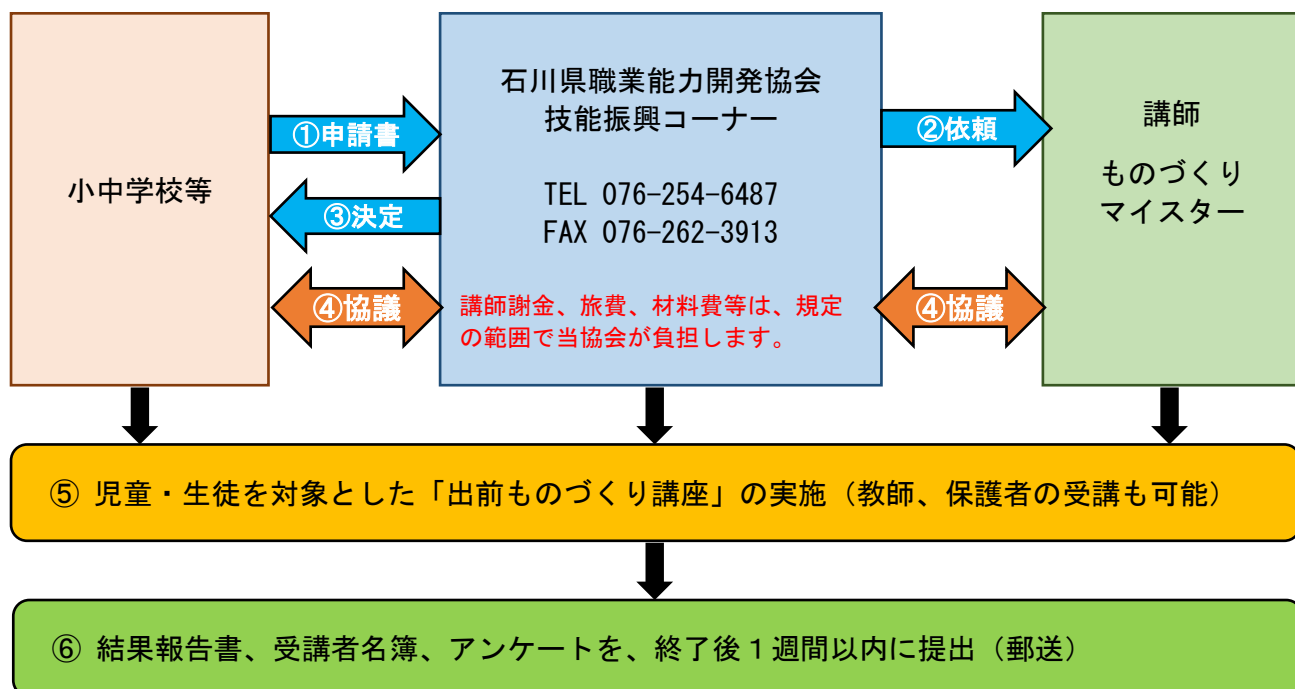 小中学校等
①申請書
③決定
④協議
石川県職業能力開発協会
技能振興コーナー
TEL 076-254-6487
FAX 076-262-3913
講師謝金、旅費、材料費等は、規定
の範囲で当協会が負担します。
②依頼
④協議
講師
ものづくり
マイスター
⑤ 児童・生徒を対象とした「出前ものづくり講座」の実施（教師、保護者の受講も可能）
⑥ 結果報告書、受講者名簿、アンケートを、終了後１週間以内に提出（郵送）